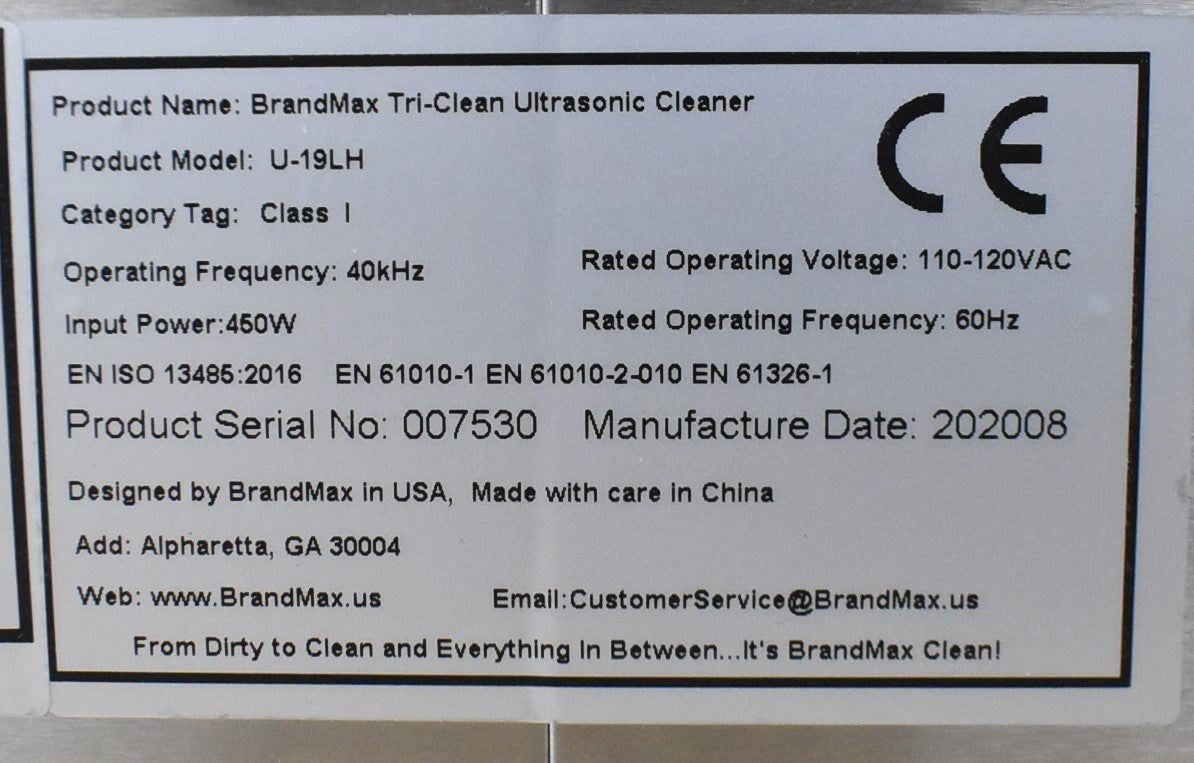 Product Name: BrandMax Tri-Clean Ultrasonic Cleaner
CE
Product Model: U-19LH
Category Tag: Class I
Operating Frequency: 40kHz
Rated Operating Voltage: 110-120VAC
Input Power:450W
Rated Operating Frequency: 60Hz
EN ISO 13485:2016 EN 61010-1 EN 61010-2-010 EN 61326-1
Product Serial No: 007530 Manufacture Date: 202008
Designed by BrandMax in USA, Made with care in China
Add: Alpharetta, GA 30004
Web: www.BrandMax.us
Email:CustomerService@BrandMax.us
From Dirty to Clean and Everything In Between...It's BrandMax Clean!